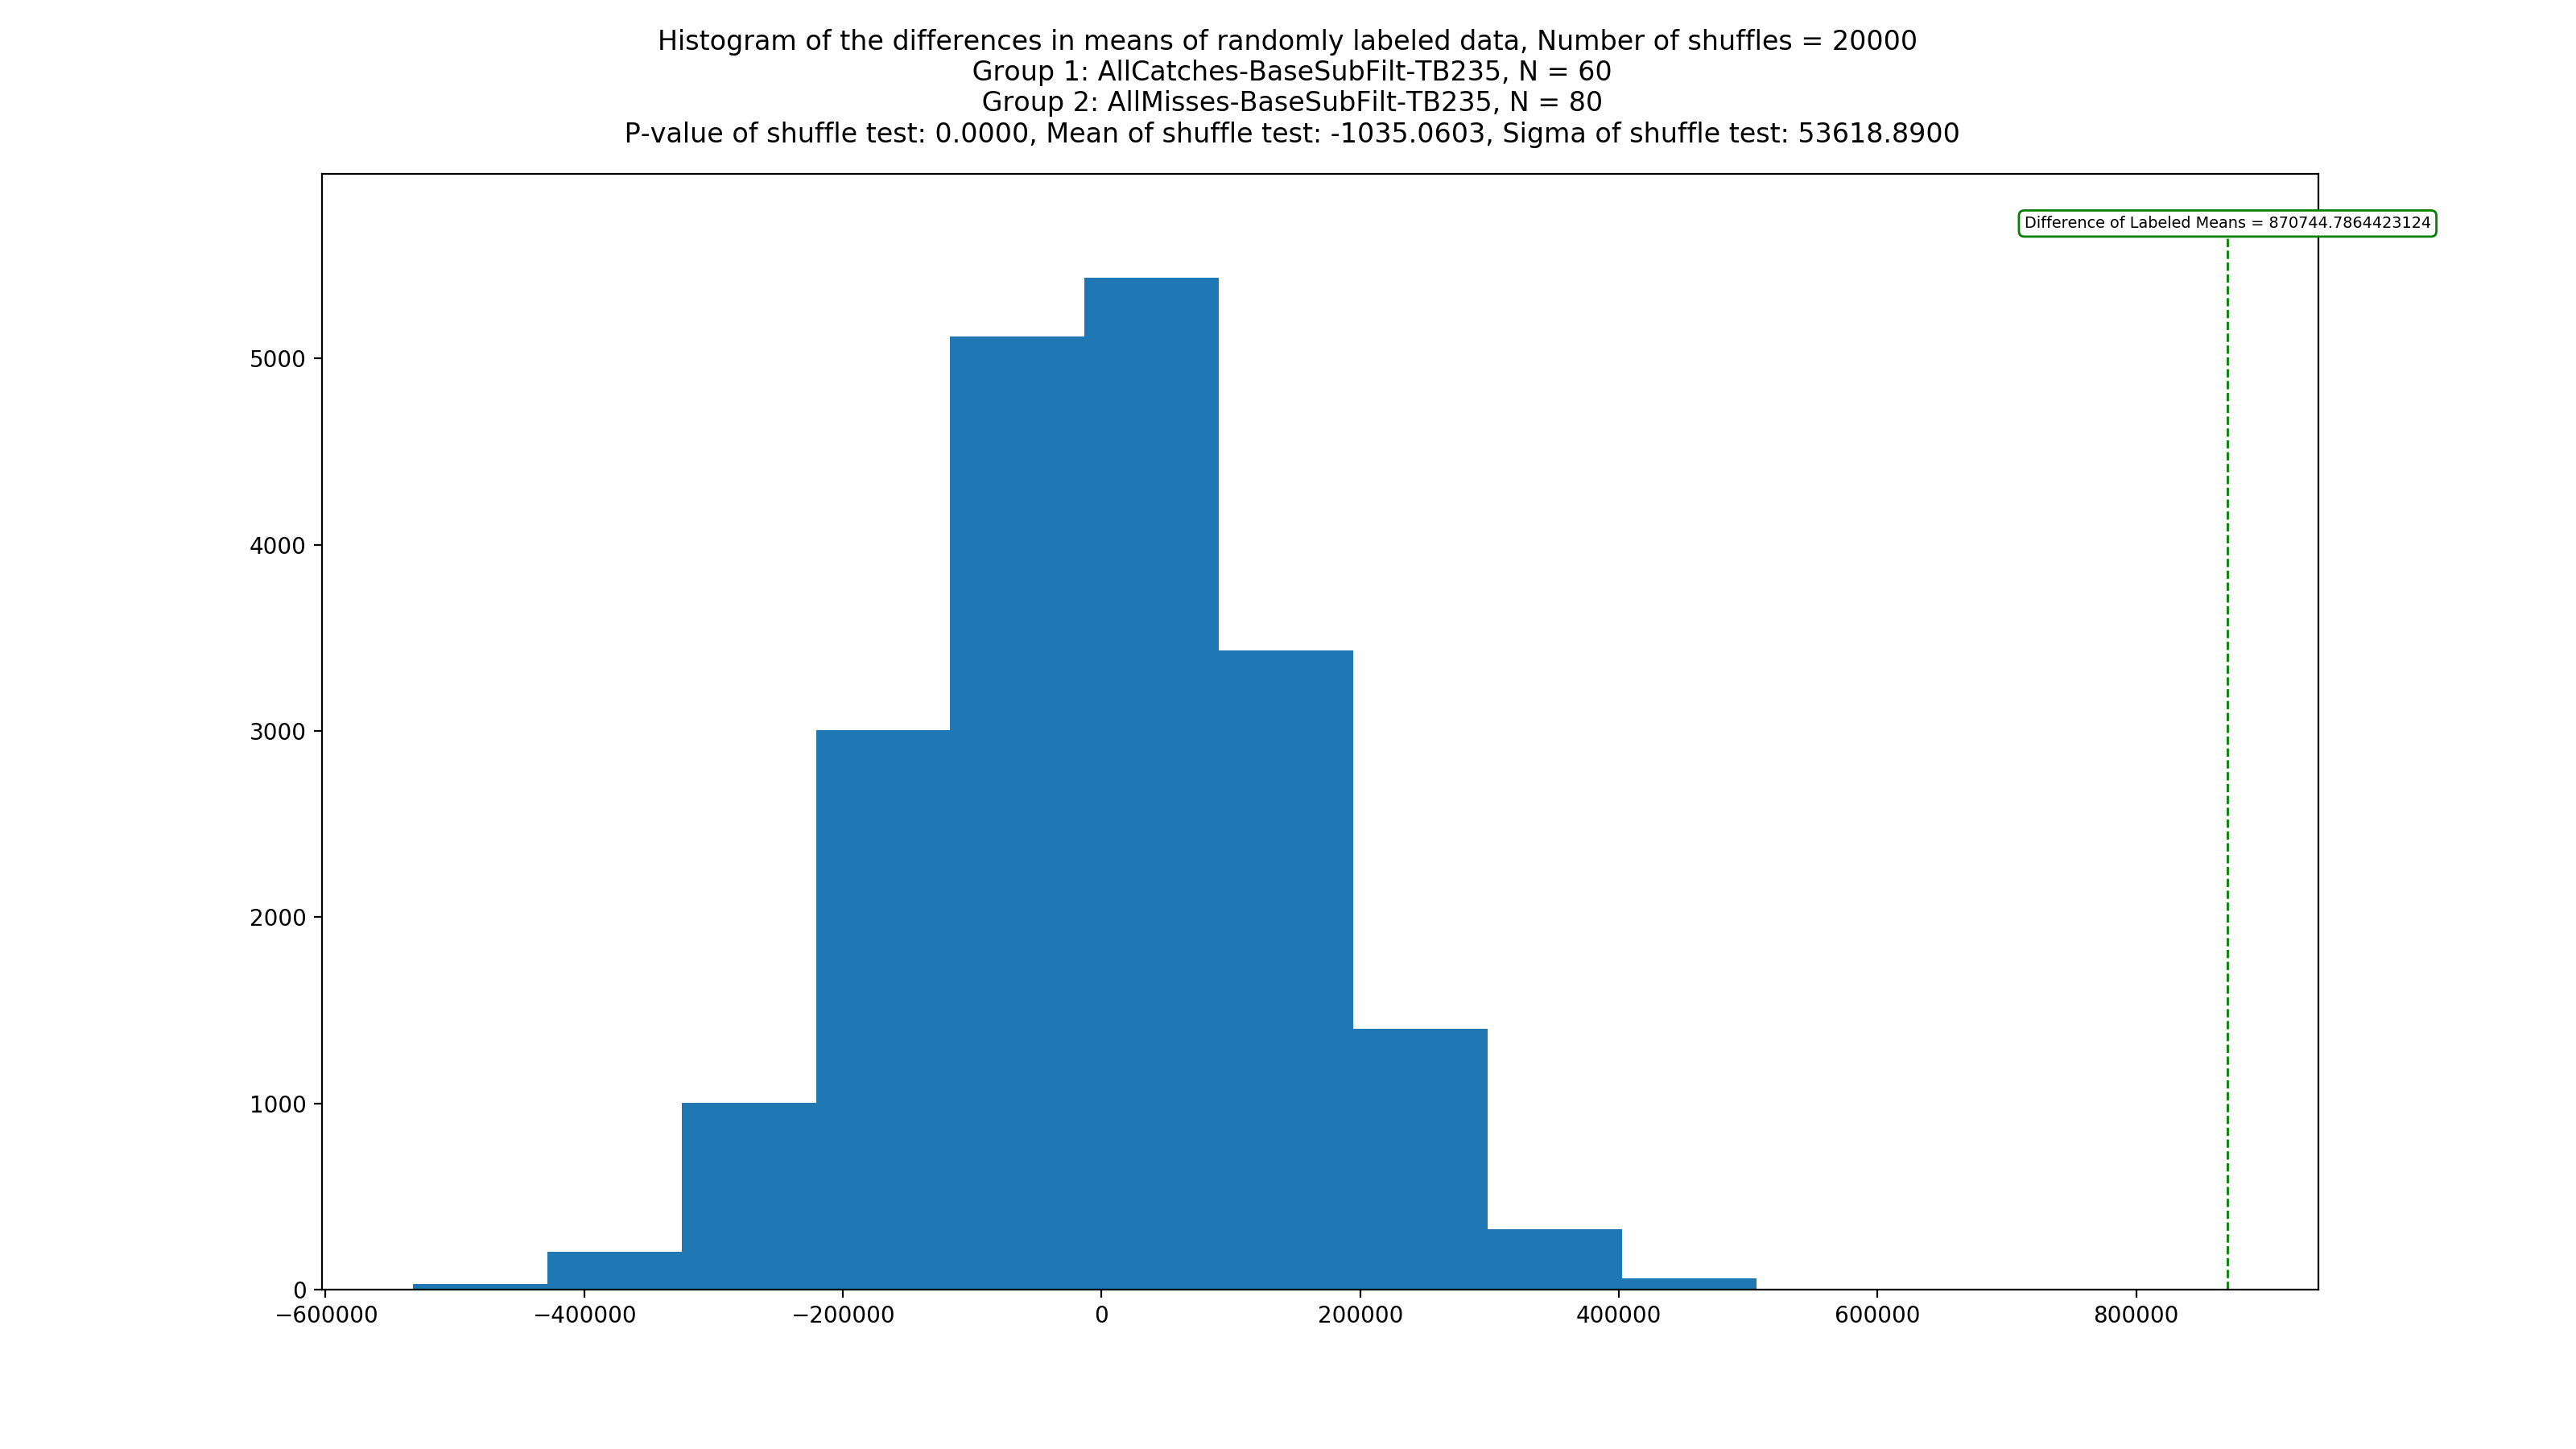 Histogram of the differences in means of randomly labeled data, Number of shuffles = 20000
Group 1: AllCatches-BaseSubFilt-TB235, N = 60
Group 2: AllMisses-BaseSubFilt-TB235, N = 80
P-value of shuffle test: 0.0000, Mean of shuffle test: -1035.0603, Sigma of shuffle test: 53618.8900
Difference of Labeled Means = 870744.7864423124
5000
4000
3000
2000
1000
0
−600000 −400000 −200000 0 200000 400000 600000 800000